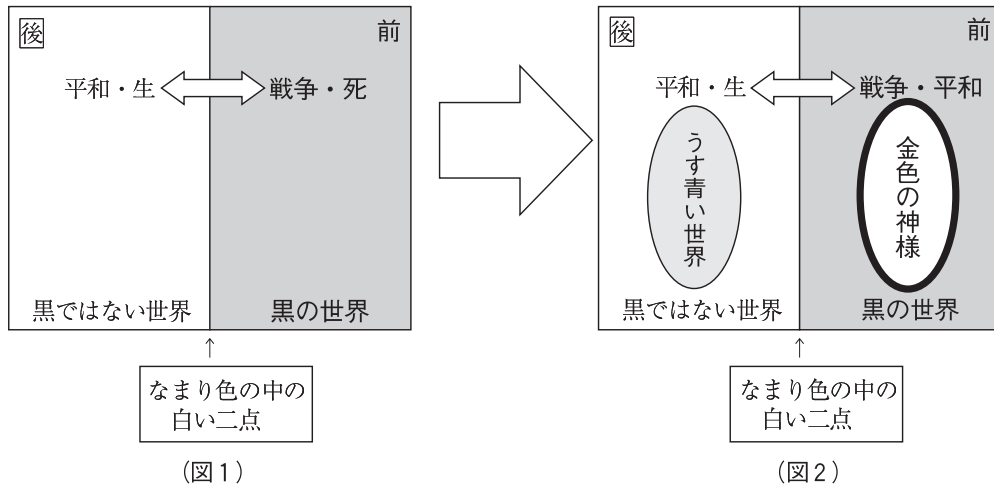 後
前
平和・生
戦争・死
黒ではない世界
黒の世界
なまり色の中の
白い二点
(図1)
後
前
平和・生
戦争・平和
うす青い世界
金色の神様
黒ではない世界
黒の世界
なまり色の中の
白い二点
(図2)